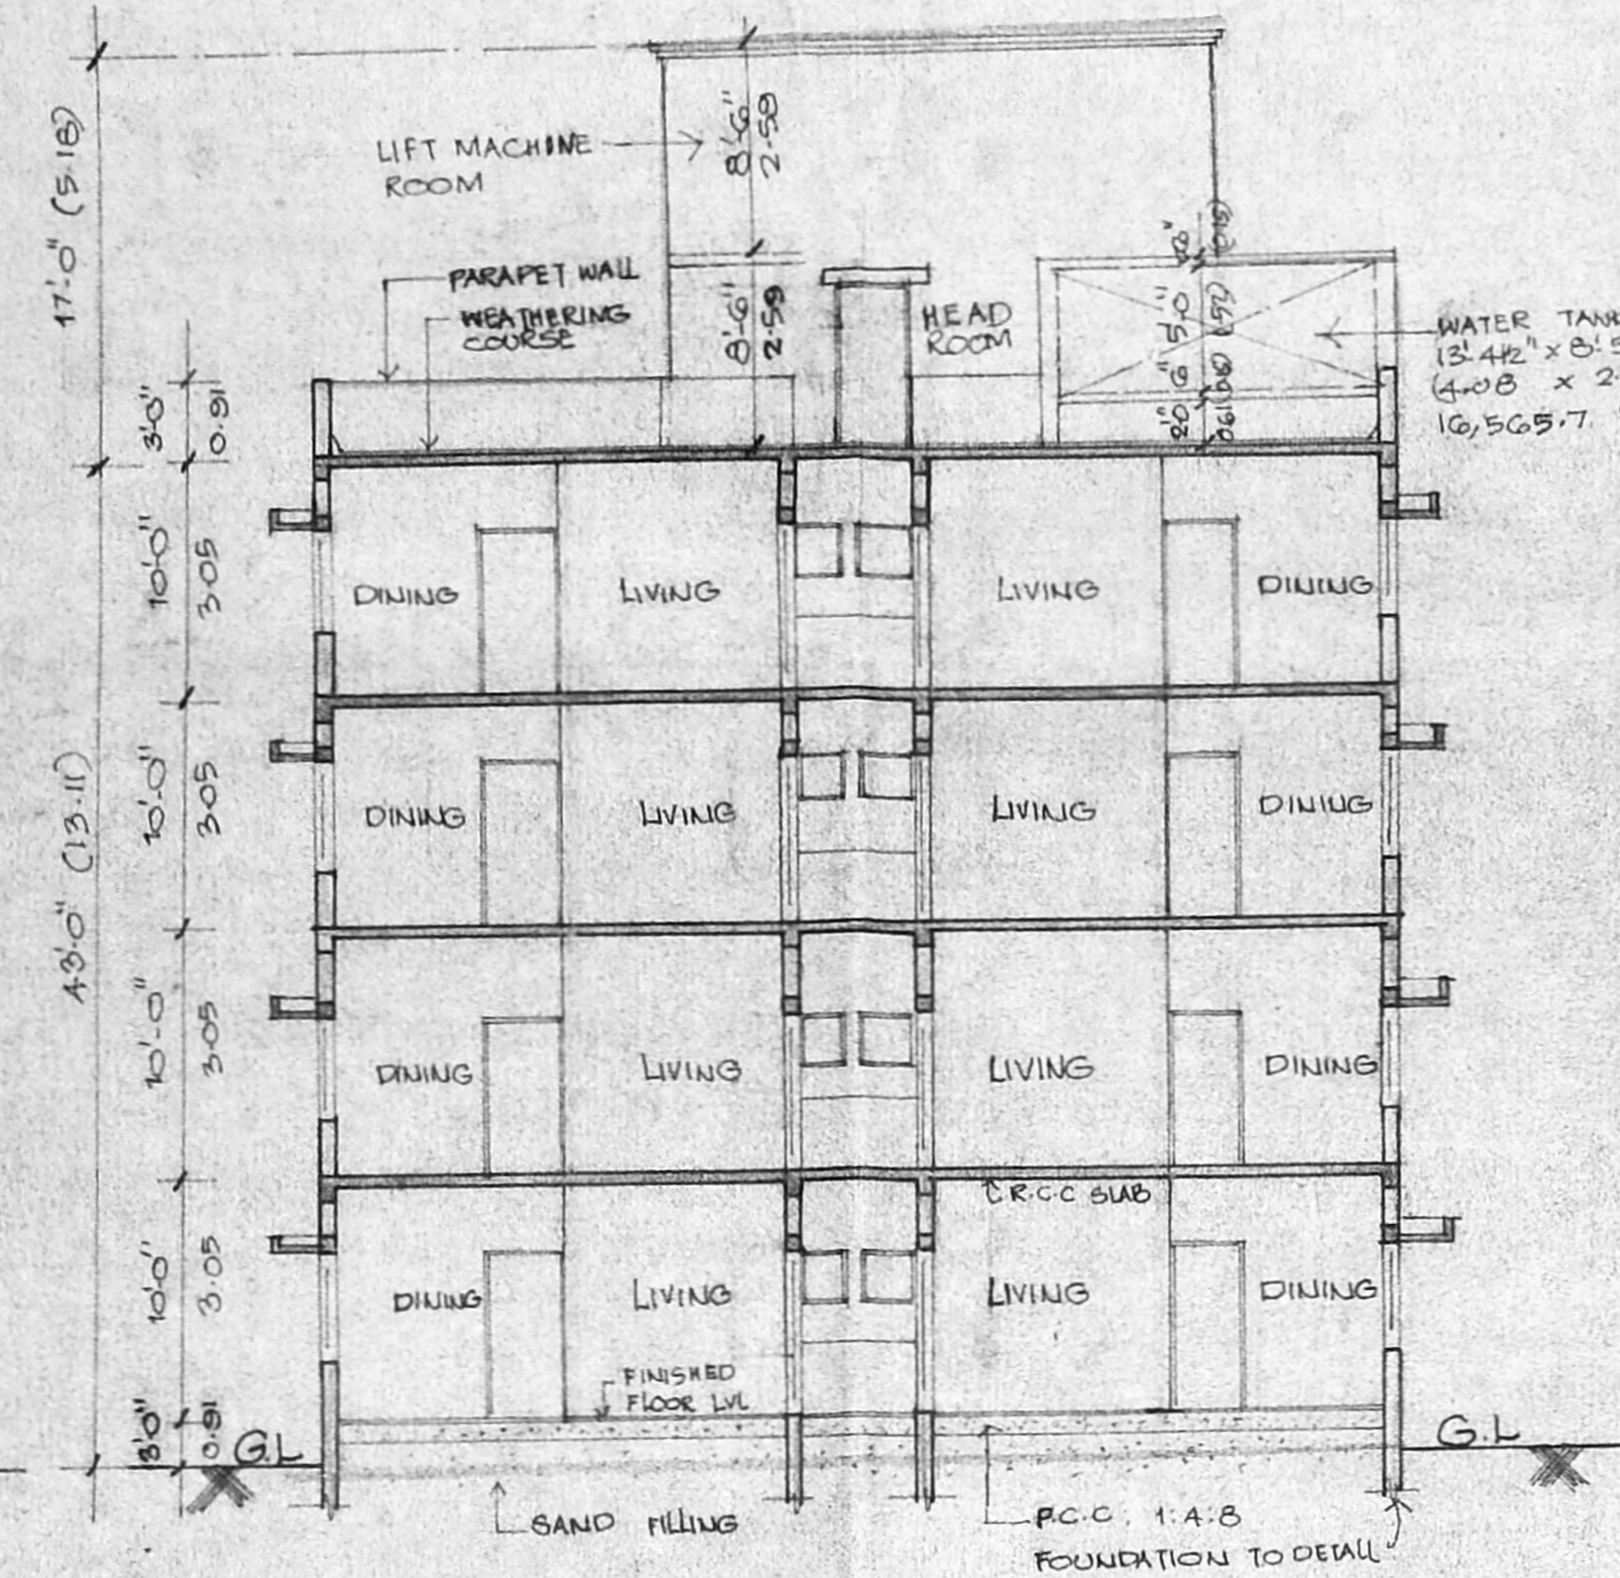 17'-0" (5.18)
LIFT MACHINE
ROOM
8'-6"
2.59
PARAPET WALL
WEATHERING
COURSE
8'-6"
2.59
HEAD
ROOM
5'-0"
WATER TANK
13'-4½" x 8'-5
(4.08 x 2.
16,565.7
3'-0"
0.91
10'-0"
3.05
DINING
LIVING
LIVING
DINING
43'-0" (13.11)
10'-0"
3.05
DINING
LIVING
LIVING
DINING
10'-0"
3.05
DINING
LIVING
LIVING
DINING
R.C.C SLAB
10'-0"
3.05
DINING
LIVING
LIVING
DINING
FINISHED
FLOOR LVL
3'-0"
0.91
G.L
G.L
SAND FILLING
P.C.C. 1:4:8
FOUNDATION TO DETAIL